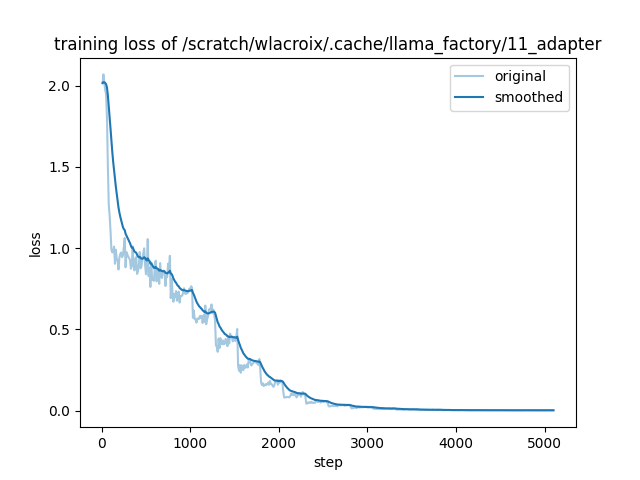 training loss of /scratch/wlacroix/.cache/llama_factory/11_adapter
original
smoothed
2.0
1.5
1.0
0.5
0.0
loss
0 1000 2000 3000 4000 5000
step